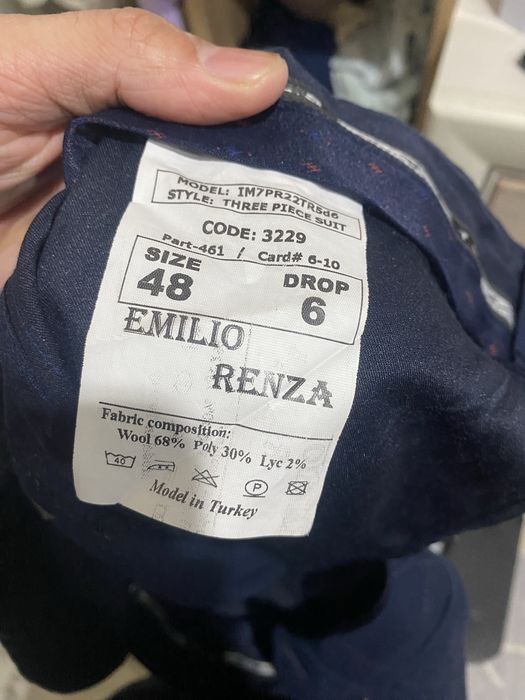 MODEL: IM7PR22TR5d6
STYLE: THREE PIECE SUIT
CODE: 3229
Part-461 / Card# 6-10
SIZE DROP
48 6
EMILIO
RENZA
Fabric composition:
Wool 68% Poly 30% Lyc 2%
40 P
Model in Turkey